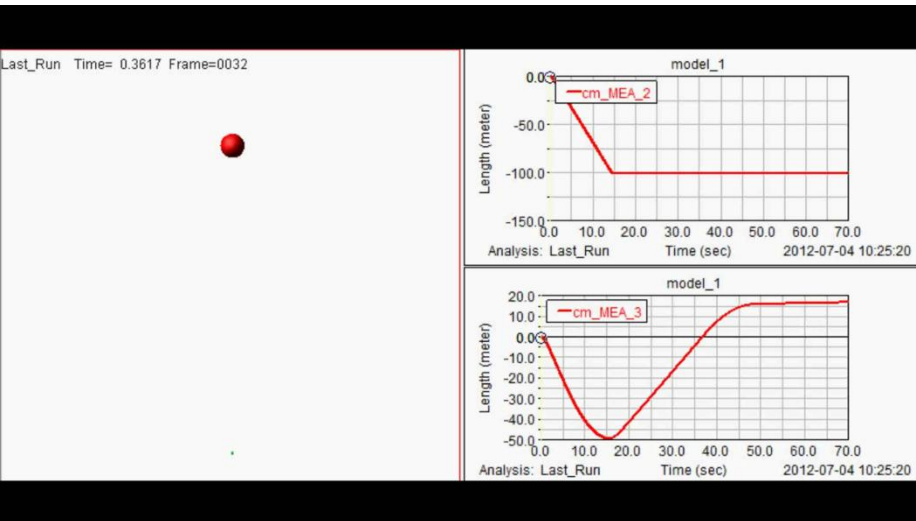 Last_Run Time= 0.3617 Frame=0032
model_1
cm_MEA_2
Length (meter)
0.0
-50.0
-100.0
-150.0
0.0 10.0 20.0 30.0 40.0 50.0 60.0 70.0
Analysis: Last_Run Time (sec) 2012-07-04 10:25:20
model_1
cm_MEA_3
Length (meter)
20.0
10.0
0.0
-10.0
-20.0
-30.0
-40.0
-50.0
0.0 10.0 20.0 30.0 40.0 50.0 60.0 70.0
Analysis: Last_Run Time (sec) 2012-07-04 10:25:20